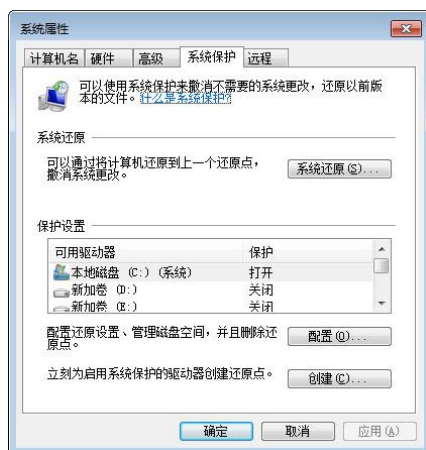 系统属性
计算机名 硬件 高级 系统保护 远程
可以使用系统保护来撤消不需要的系统更改，还原以前版
本的文件。什么是系统保护?
系统还原
可以通过将计算机还原到上一个还原点，
撤消系统更改。
系统还原(S)...
保护设置
可用驱动器 保护
本地磁盘 (C:) (系统) 打开
新加卷 (D:) 关闭
新加卷 (E:) 关闭
配置还原设置、管理磁盘空间，并且删除还
原点。
配置(O)...
立刻为启用系统保护的驱动器创建还原点。
创建(C)...
确定 取消 应用(A)